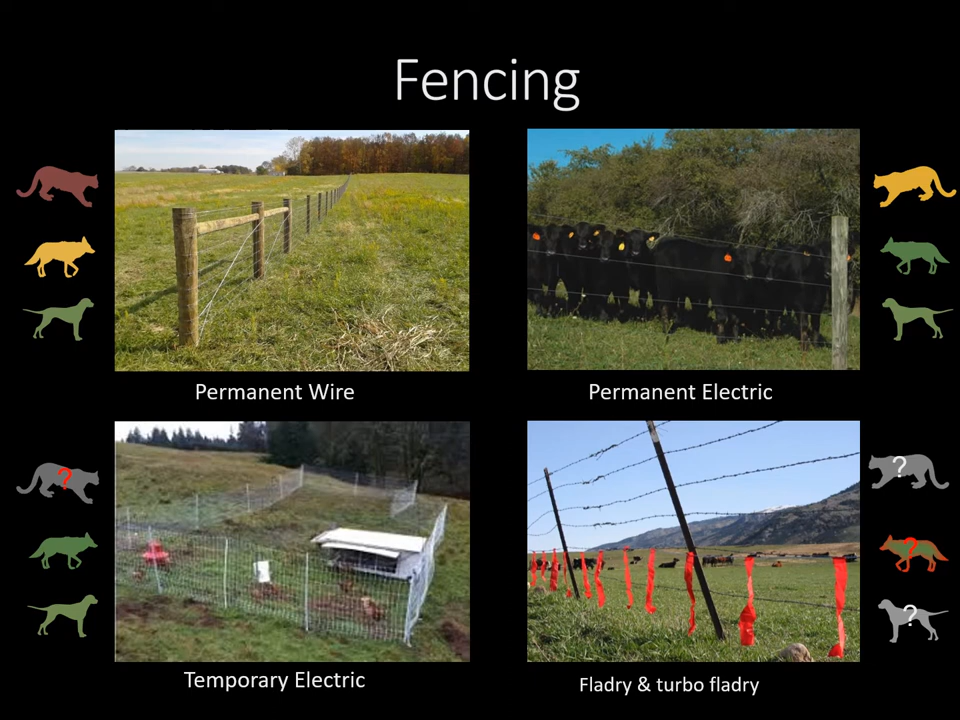 Fencing
Permanent Wire
Permanent Electric
?
?
?
?
Temporary Electric
Fladry & turbo fladry